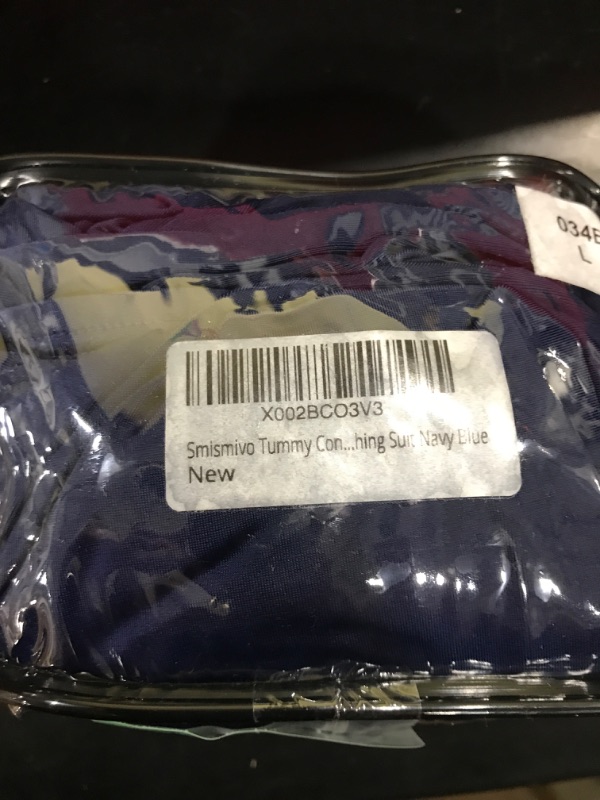 034E
L
X002BCO3V3
Smismivo Tummy Con...hing Suit Navy Blue
New